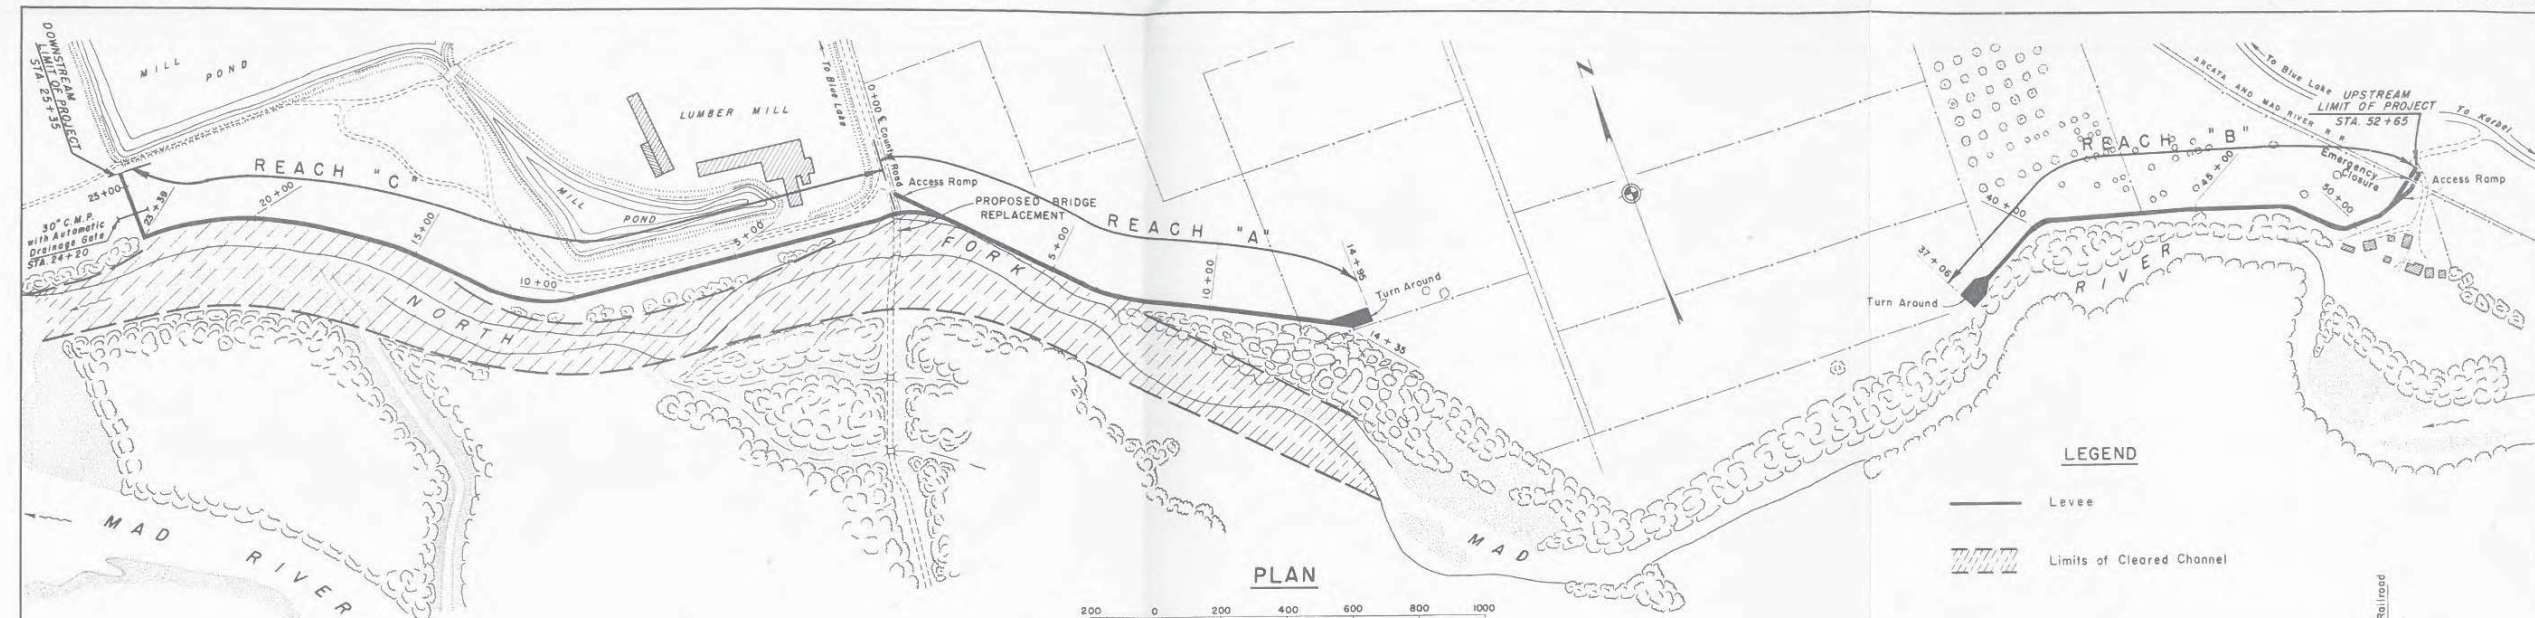 DOWNSTREAM
LIMIT OF PROJECT
STA. 25+35
MILL
POND
To Blue Lake
LUMBER MILL
0+00 ℄ County Road
N
ARCATA AND MAD RIVER R R
To Blue Lake
UPSTREAM
LIMIT OF PROJECT
STA. 52+65
To Korbel
REACH "C"
25+00
23+39
20+00
15+00
MILL
POND
5+00
10+00
30" C.M.P.
with Automatic
Drainage Gate
STA. 24+20
Access Ramp
PROPOSED BRIDGE
REPLACEMENT
REACH "A"
5+00
10+00
14+95
Turn Around
14+35
REACH "B"
Emergency
Closure
Access Ramp
37+06
40+00
45+00
50+00
Turn Around
NORTH
FORK
MAD
RIVER
MAD
RIVER
LEGEND
Levee
Limits of Cleared Channel
PLAN
200 0 200 400 600 800 1000
Railroad